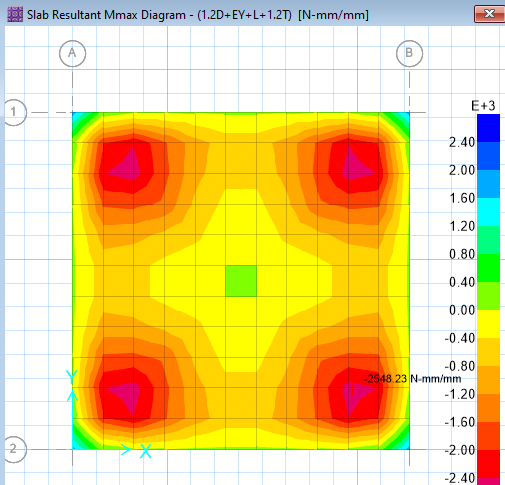 Slab Resultant Mmax Diagram - (1.2D+EY+L+1.2T) [N-mm/mm]
A
B
1
E+3
2.40
2.00
1.60
1.20
0.80
0.40
0.00
-0.40
-0.80
-1.20
-1.60
-2.00
-2.40
-2548.23 N-mm/mm
Y
X
2